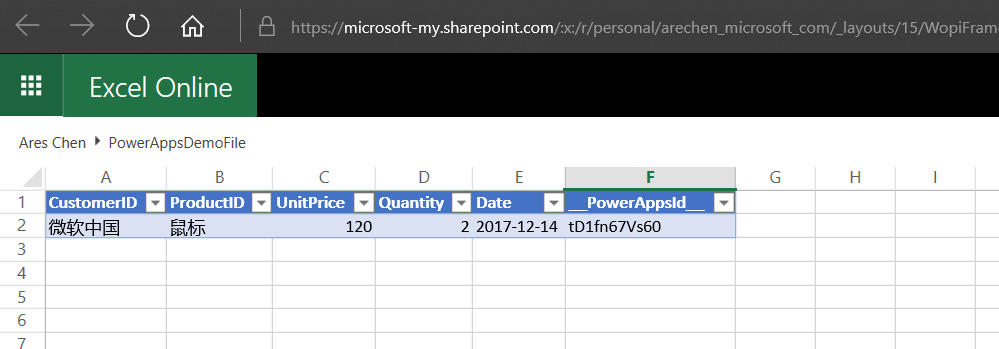 https://microsoft-my.sharepoint.com/:x:/r/personal/arechen_microsoft_com/_layouts/15/WopiFram
Excel Online
Ares Chen PowerAppsDemoFile
A B C D E F G H I
1 CustomerID ProductID UnitPrice Quantity Date __PowerAppsId__
2 微软中国 鼠标 120 2 2017-12-14 tD1fn67Vs60
3
4
5
6
7